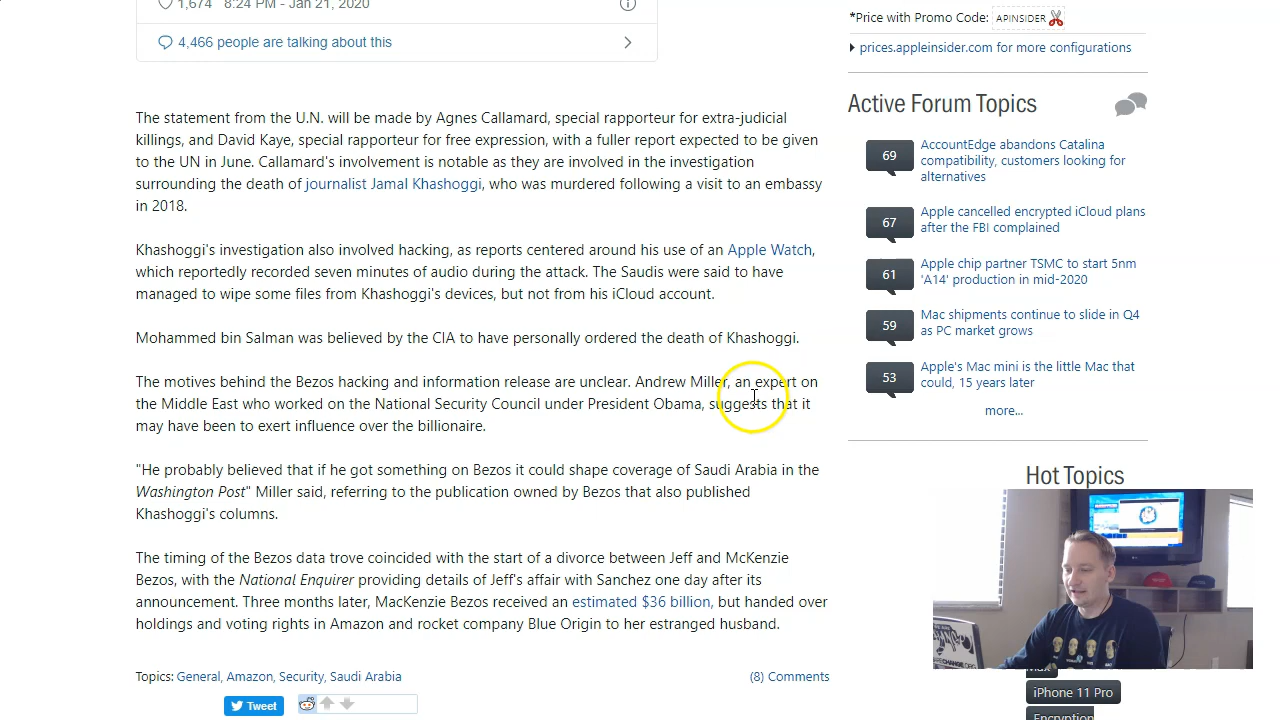 1,674 8:24 PM - Jan 21, 2020
4,466 people are talking about this
The statement from the U.N. will be made by Agnes Callamard, special rapporteur for extra-judicial
killings, and David Kaye, special rapporteur for free expression, with a fuller report expected to be given
to the UN in June. Callamard's involvement is notable as they are involved in the investigation
surrounding the death of journalist Jamal Khashoggi, who was murdered following a visit to an embassy
in 2018.
Khashoggi's investigation also involved hacking, as reports centered around his use of an Apple Watch,
which reportedly recorded seven minutes of audio during the attack. The Saudis were said to have
managed to wipe some files from Khashoggi's devices, but not from his iCloud account.
Mohammed bin Salman was believed by the CIA to have personally ordered the death of Khashoggi.
The motives behind the Bezos hacking and information release are unclear. Andrew Miller, an expert on
the Middle East who worked on the National Security Council under President Obama, suggests that it
may have been to exert influence over the billionaire.
"He probably believed that if he got something on Bezos it could shape coverage of Saudi Arabia in the
Washington Post" Miller said, referring to the publication owned by Bezos that also published
Khashoggi's columns.
The timing of the Bezos data trove coincided with the start of a divorce between Jeff and McKenzie
Bezos, with the National Enquirer providing details of Jeff's affair with Sanchez one day after its
announcement. Three months later, MacKenzie Bezos received an estimated $36 billion, but handed over
holdings and voting rights in Amazon and rocket company Blue Origin to her estranged husband.
Topics: General, Amazon, Security, Saudi Arabia
(8) Comments
Tweet
*Price with Promo Code: APINSIDER
prices.appleinsider.com for more configurations
Active Forum Topics
69
AccountEdge abandons Catalina
compatibility, customers looking for
alternatives
67
Apple cancelled encrypted iCloud plans
after the FBI complained
61
Apple chip partner TSMC to start 5nm
'A14' production in mid-2020
59
Mac shipments continue to slide in Q4
as PC market grows
53
Apple's Mac mini is the little Mac that
could, 15 years later
more...
Hot Topics
Max
iPhone 11 Pro
Encryption